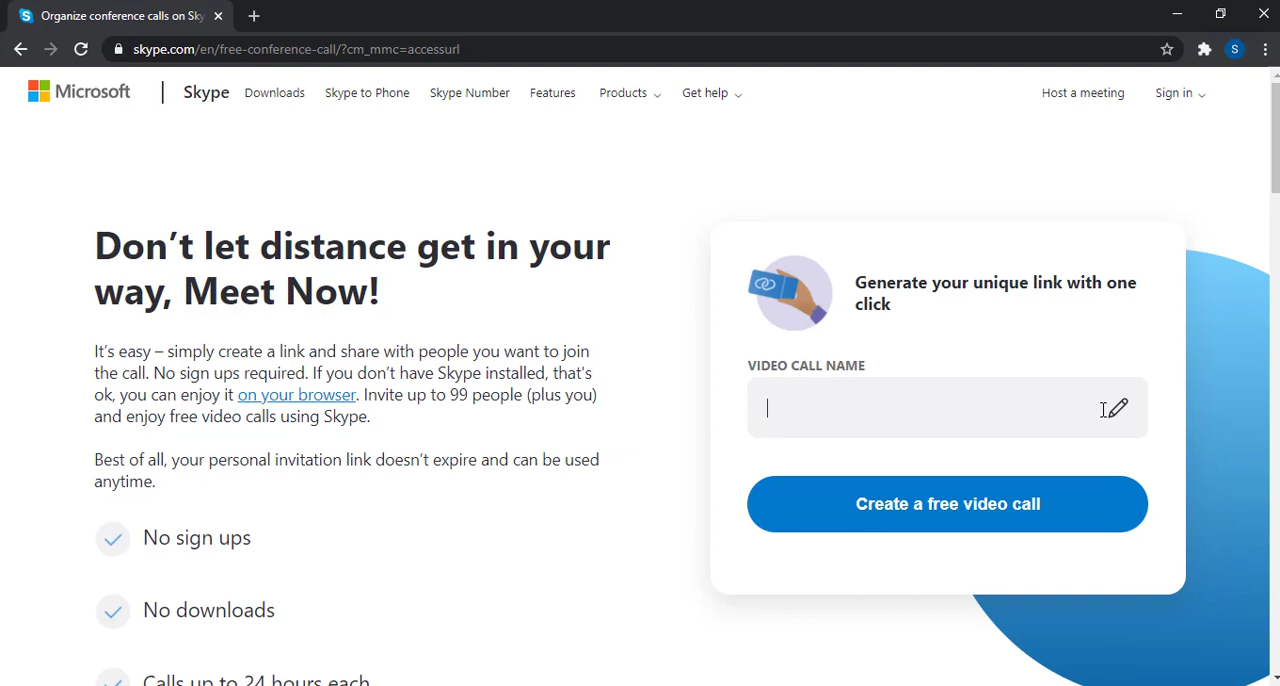 Organize conference calls on Sky
skype.com/en/free-conference-call/?cm_mmc=accessurl
S
Microsoft
Skype
Downloads
Skype to Phone
Skype Number
Features
Products
Get help
Host a meeting
Sign in
Don’t let distance get in your
way, Meet Now!
It’s easy – simply create a link and share with people you want to join
the call. No sign ups required. If you don’t have Skype installed, that's
ok, you can enjoy it on your browser. Invite up to 99 people (plus you)
and enjoy free video calls using Skype.
Best of all, your personal invitation link doesn’t expire and can be used
anytime.
No sign ups
No downloads
Calls up to 24 hours each
Generate your unique link with one
click
VIDEO CALL NAME
Create a free video call